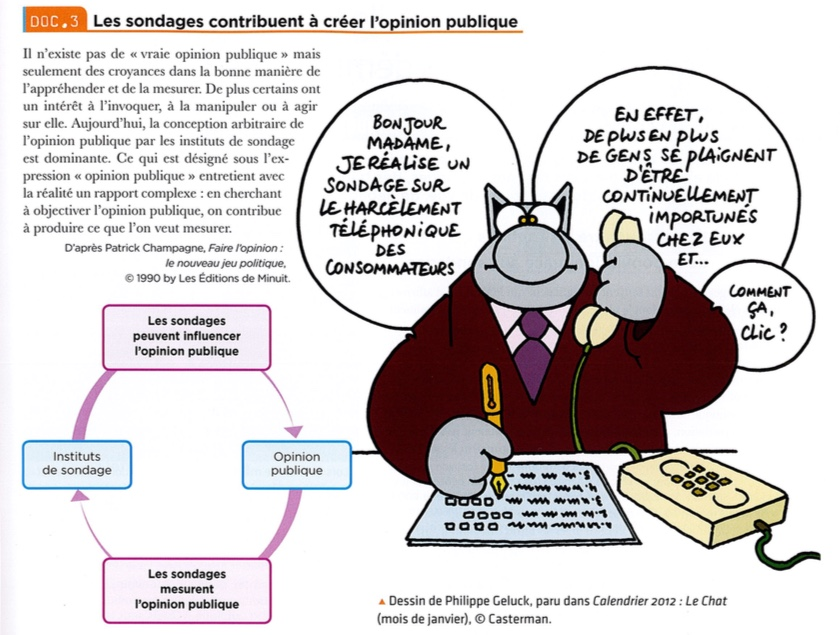 DOC.3 Les sondages contribuent à créer l'opinion publique
Il n'existe pas de « vraie opinion publique » mais
seulement des croyances dans la bonne manière de
l'appréhender et de la mesurer. De plus certains ont
un intérêt à l'invoquer, à la manipuler ou à agir
sur elle. Aujourd'hui, la conception arbitraire de
l'opinion publique par les instituts de sondage
est dominante. Ce qui est désigné sous l'ex-
pression « opinion publique » entretient avec
la réalité un rapport complexe : en cherchant
à objectiver l'opinion publique, on contribue
à produire ce que l'on veut mesurer.
D'après Patrick Champagne, Faire l'opinion :
le nouveau jeu politique,
© 1990 by Les Éditions de Minuit.
Les sondages
peuvent influencer
l'opinion publique
Instituts
de sondage
Opinion
publique
Les sondages
mesurent
l'opinion publique
BONJOUR
MADAME,
JE RÉALISE UN
SONDAGE SUR
LE HARCÈLEMENT
TÉLÉPHONIQUE
DES
CONSOMMATEURS
EN EFFET,
DE PLUS EN PLUS
DE GENS SE PLAIGNENT
D'ÊTRE
CONTINUELLEMENT
IMPORTUNÉS
CHEZ EUX
ET...
COMMENT
ÇA,
CLIC ?
▲ Dessin de Philippe Geluck, paru dans Calendrier 2012 : Le Chat
(mois de janvier), © Casterman.